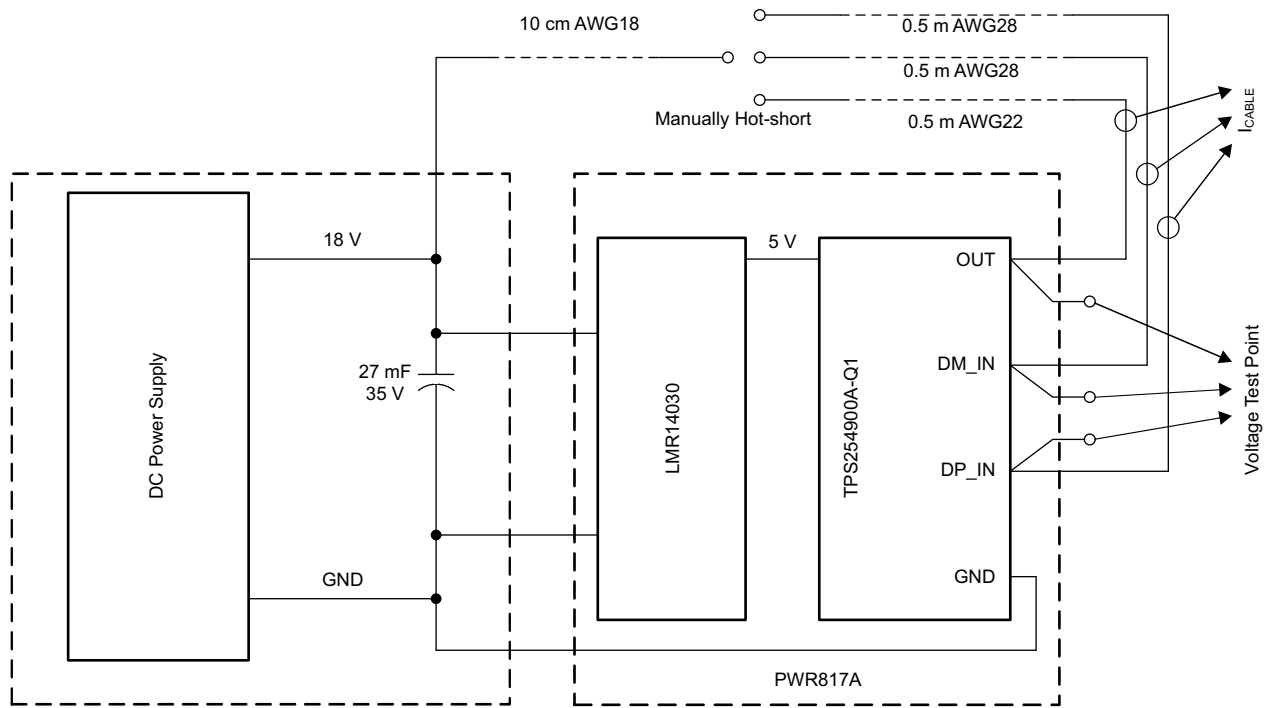 10 cm AWG18
0.5 m AWG28
0.5 m AWG28
Manually Hot-short
0.5 m AWG22
ICABLE
18 V
5 V
OUT
27 mF
35 V
DC Power Supply
LMR14030
TPS254900A-Q1
DM_IN
DP_IN
Voltage Test Point
GND
GND
PWR817A